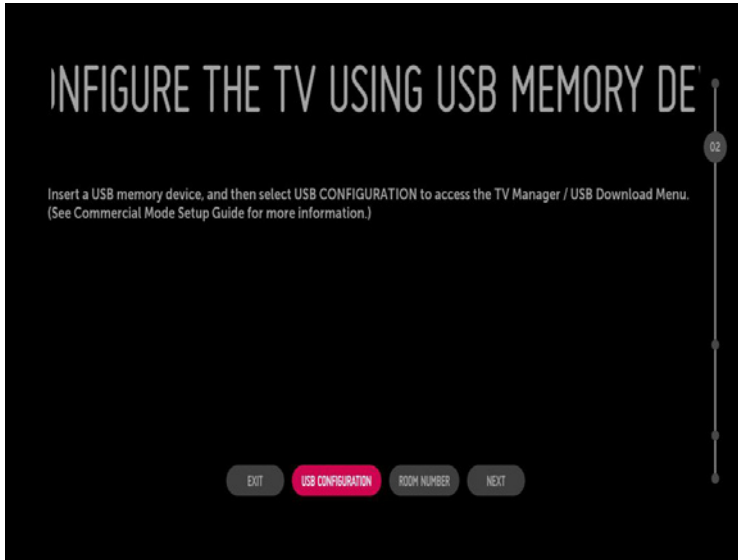 ONFIGURE THE TV USING USB MEMORY DE
02
Insert a USB memory device, and then select USB CONFIGURATION to access the TV Manager / USB Download Menu.
(See Commercial Mode Setup Guide for more information.)
EXIT
USB CONFIGURATION
ROOM NUMBER
NEXT